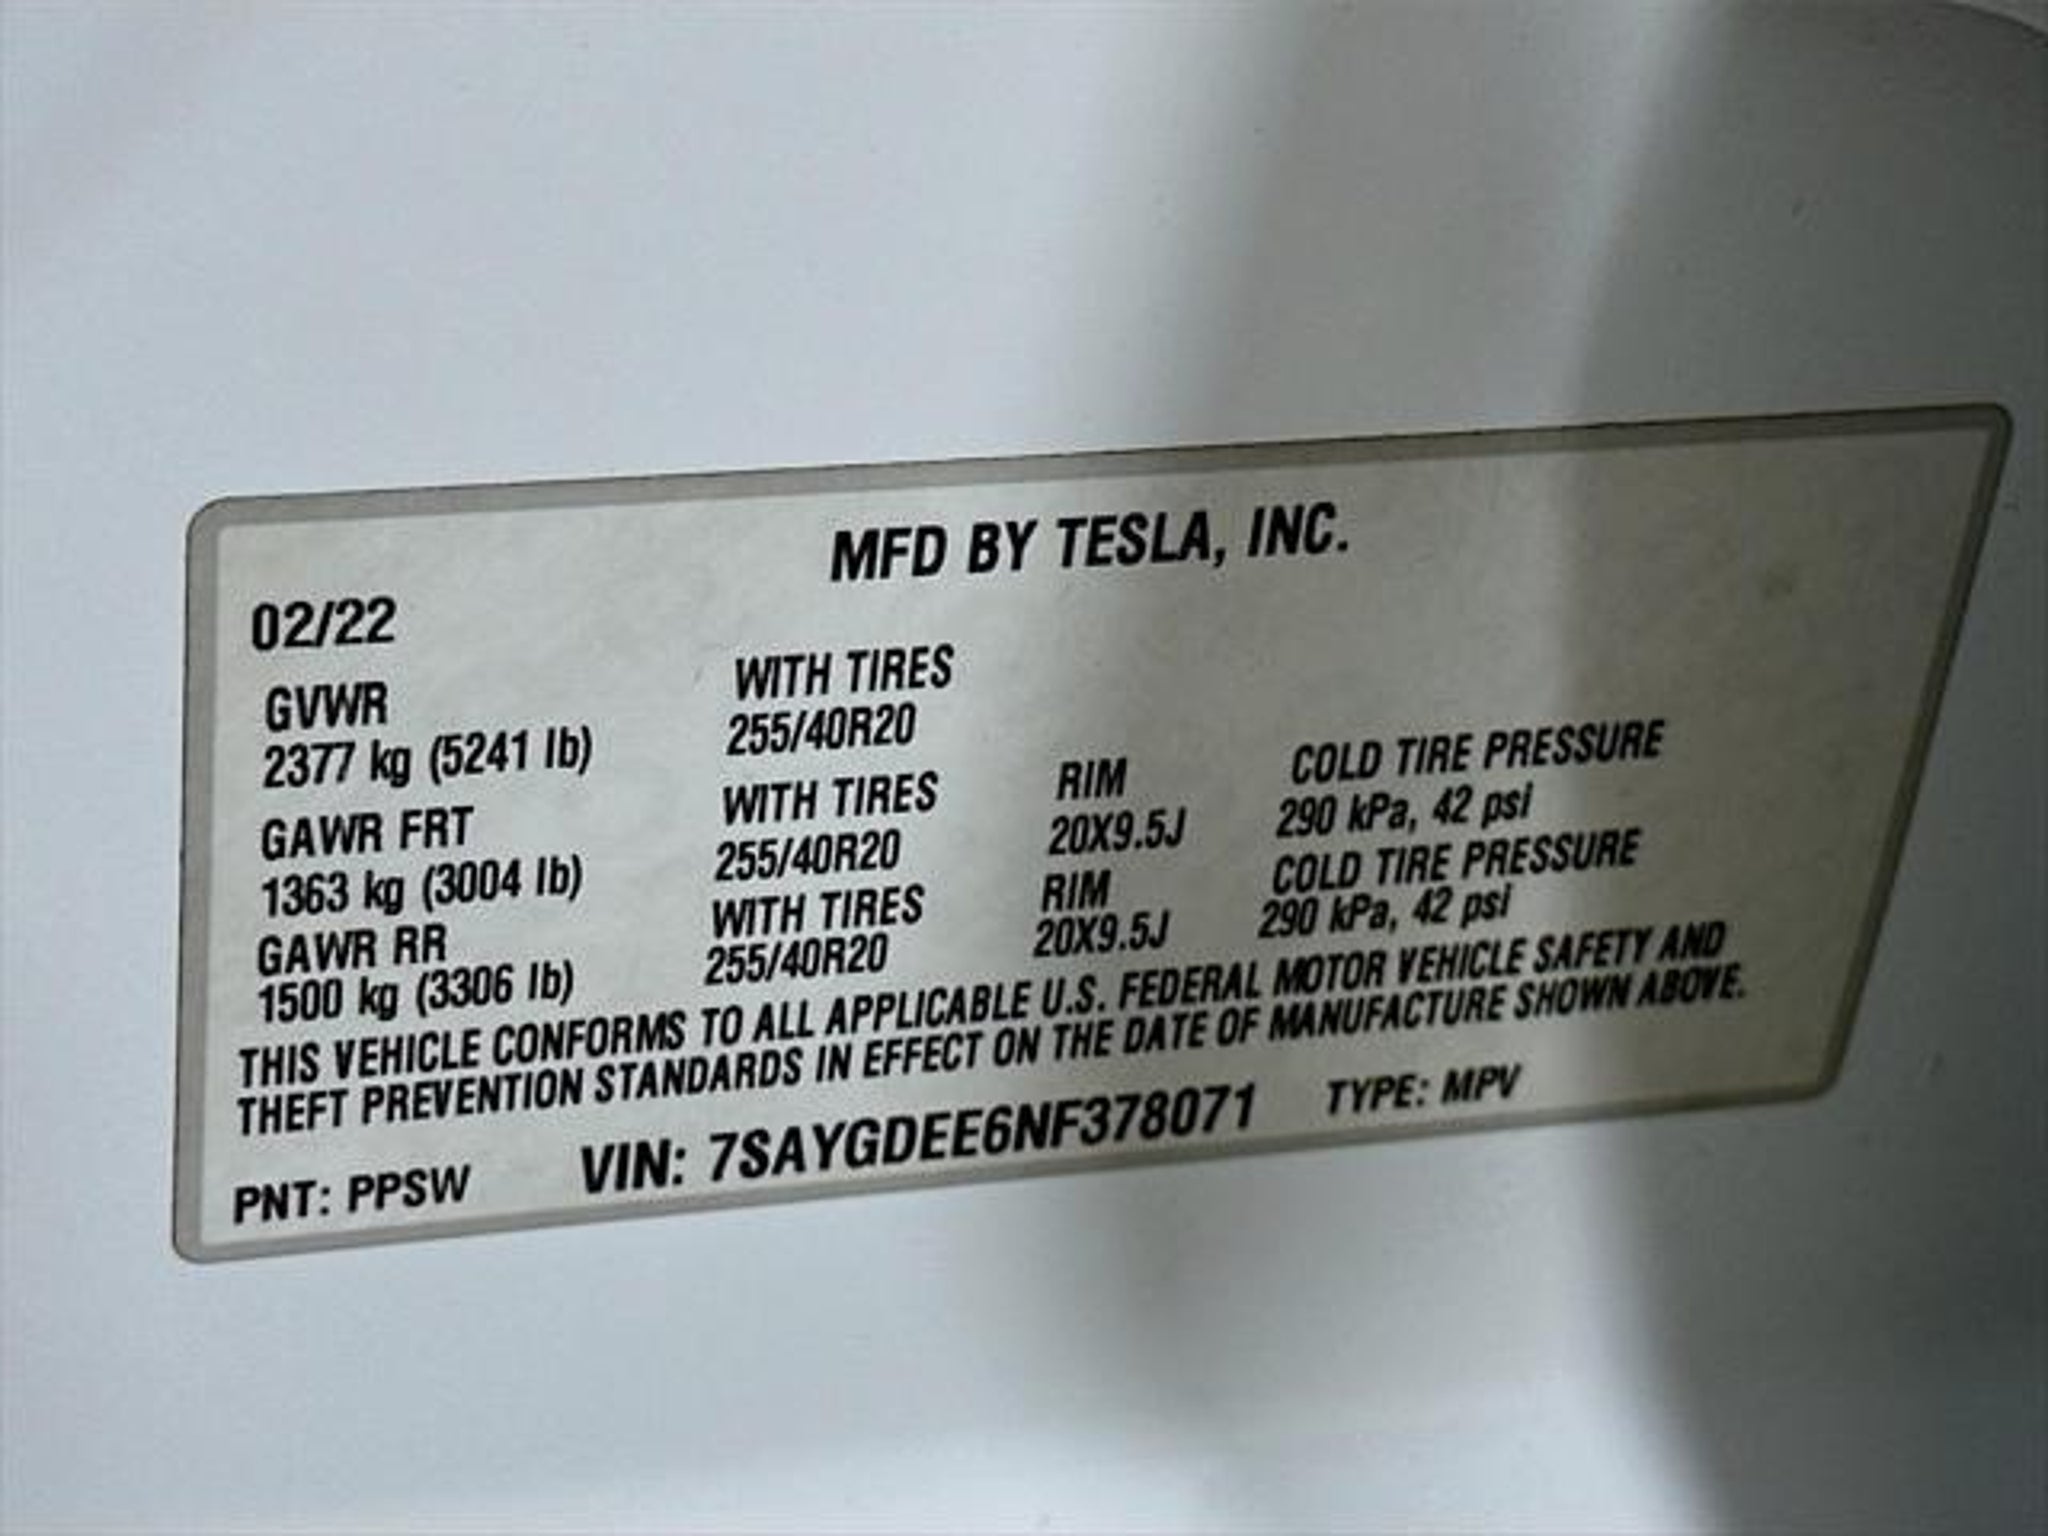 MFD BY TESLA, INC.
02/22
GVWR WITH TIRES
2377 kg (5241 lb) 255/40R20
GAWR FRT WITH TIRES RIM COLD TIRE PRESSURE
1363 kg (3004 lb) 255/40R20 20X9.5J 290 kPa, 42 psi
GAWR RR WITH TIRES RIM COLD TIRE PRESSURE
1500 kg (3306 lb) 255/40R20 20X9.5J 290 kPa, 42 psi
THIS VEHICLE CONFORMS TO ALL APPLICABLE U.S. FEDERAL MOTOR VEHICLE SAFETY AND
THEFT PREVENTION STANDARDS IN EFFECT ON THE DATE OF MANUFACTURE SHOWN ABOVE.
PNT: PPSW VIN: 7SAYGDEE6NF378071 TYPE: MPV